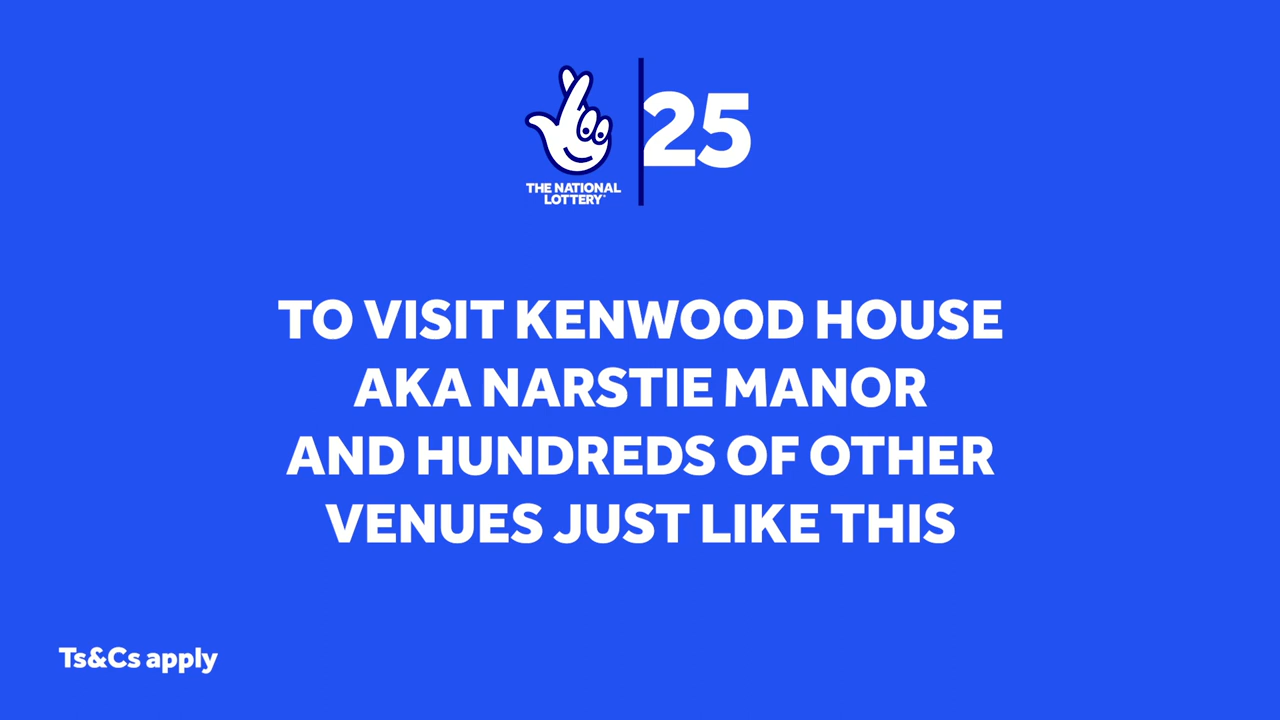 THE NATIONAL
LOTTERY
25
TO VISIT KENWOOD HOUSE
AKA NARSTIE MANOR
AND HUNDREDS OF OTHER
VENUES JUST LIKE THIS
Ts&Cs apply